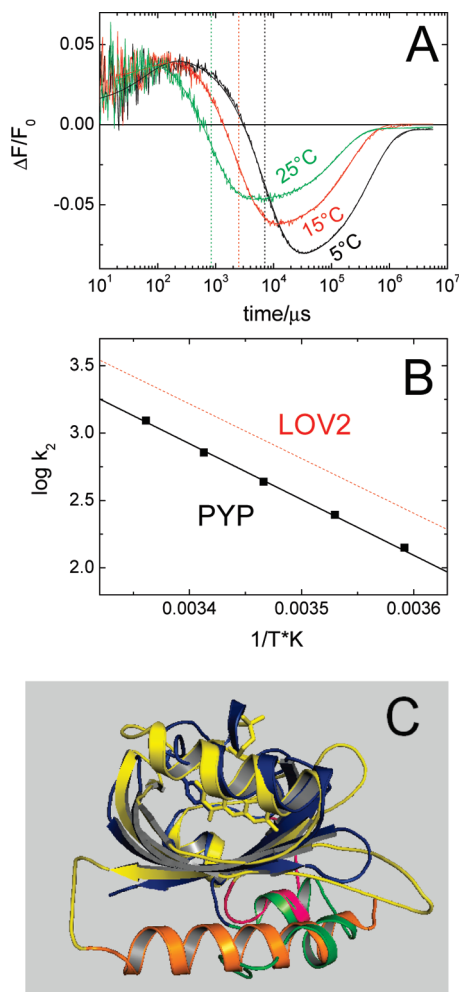 A
0.05
0.00
-0.05
ΔF/F₀
25°C
15°C
5°C
10¹ 10² 10³ 10⁴ 10⁵ 10⁶ 10⁷
time/μs
B
3.5
3.0
2.5
2.0
log k₂
LOV2
PYP
0.0034 0.0035 0.0036
1/T*K
C